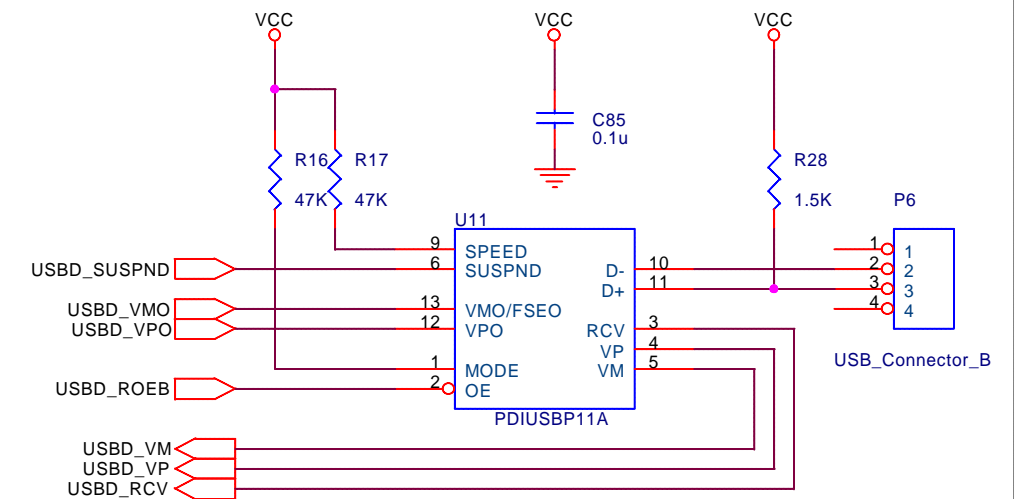 VCC
VCC
VCC
C85
0.1u
R16
R17
R28
47K
47K
1.5K
P6
U11
9
SPEED
1
1
USBD_SUSPND
6
SUSPND
D-
10
2
2
D+
11
3
3
USBD_VMO
13
VMO/FSEO
4
4
USBD_VPO
12
VPO
RCV
3
VP
4
USB_Connector_B
1
MODE
VM
5
USBD_ROEB
2
OE
PDIUSBP11A
USBD_VM
USBD_VP
USBD_RCV